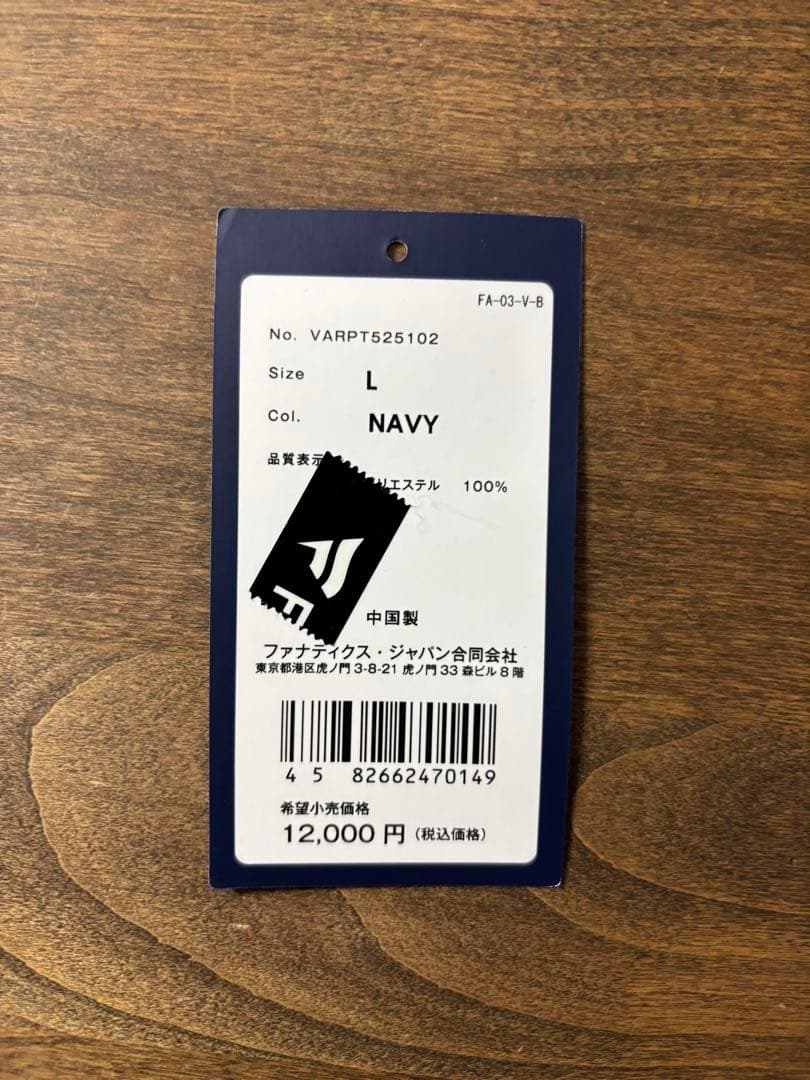 FA-03-V-B
No. VARPT525102
Size L
Col. NAVY
品質表示
リエステル 100%
F
中国製
ファナティクス・ジャパン合同会社
東京都港区虎ノ門 3-8-21 虎ノ門 33 森ビル 8 階
45 82662470149
希望小売価格
12,000 円 (税込価格)